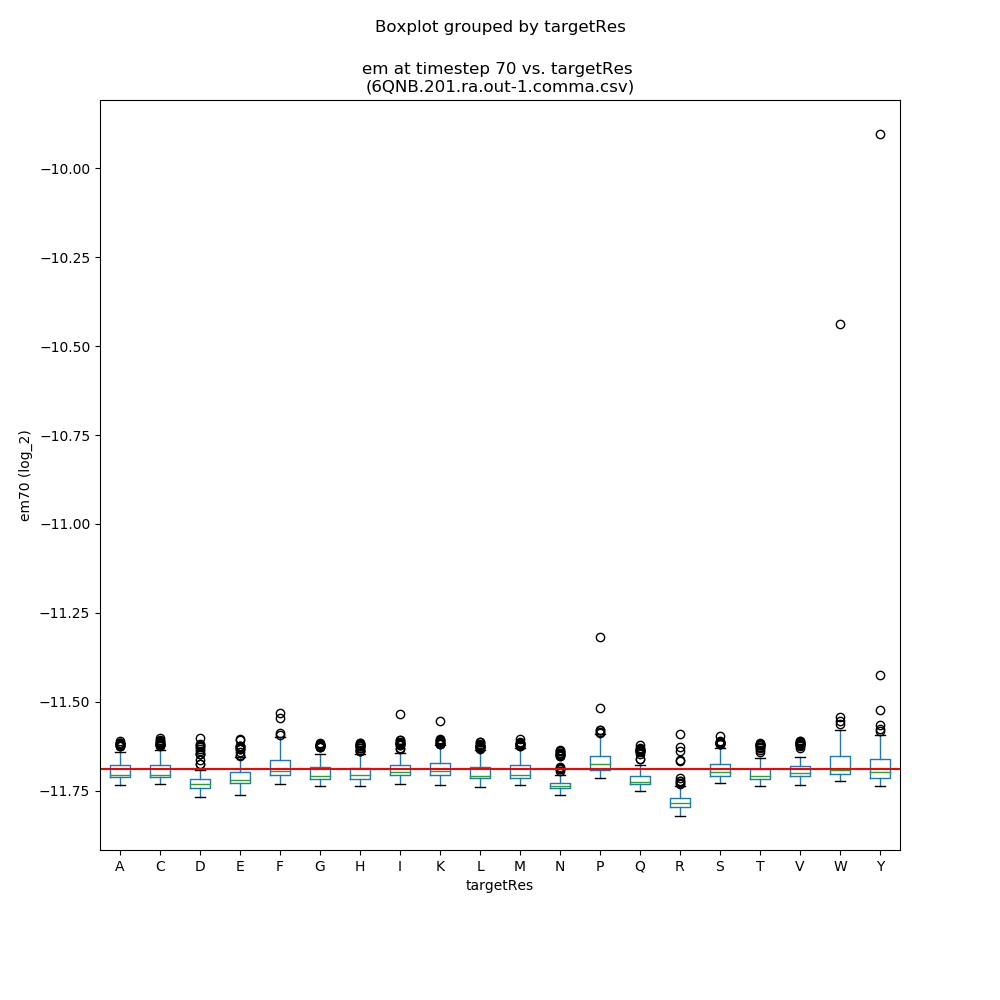 Boxplot grouped by targetRes
em at timestep 70 vs. targetRes
(6QNB.201.ra.out-1.comma.csv)
−10.00
−10.25
−10.50
−10.75
−11.00
−11.25
−11.50
−11.75
em70 (log_2)
A C D E F G H I K L M N P Q R S T V W Y
targetRes